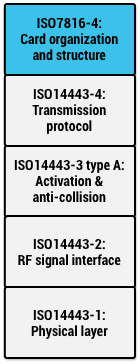 ISO7816-4:
Card organization
and structure
ISO14443-4:
Transmission
protocol
ISO14443-3 type A:
Activation &
anti-collision
ISO14443-2:
RF signal interface
ISO14443-1:
Physical layer